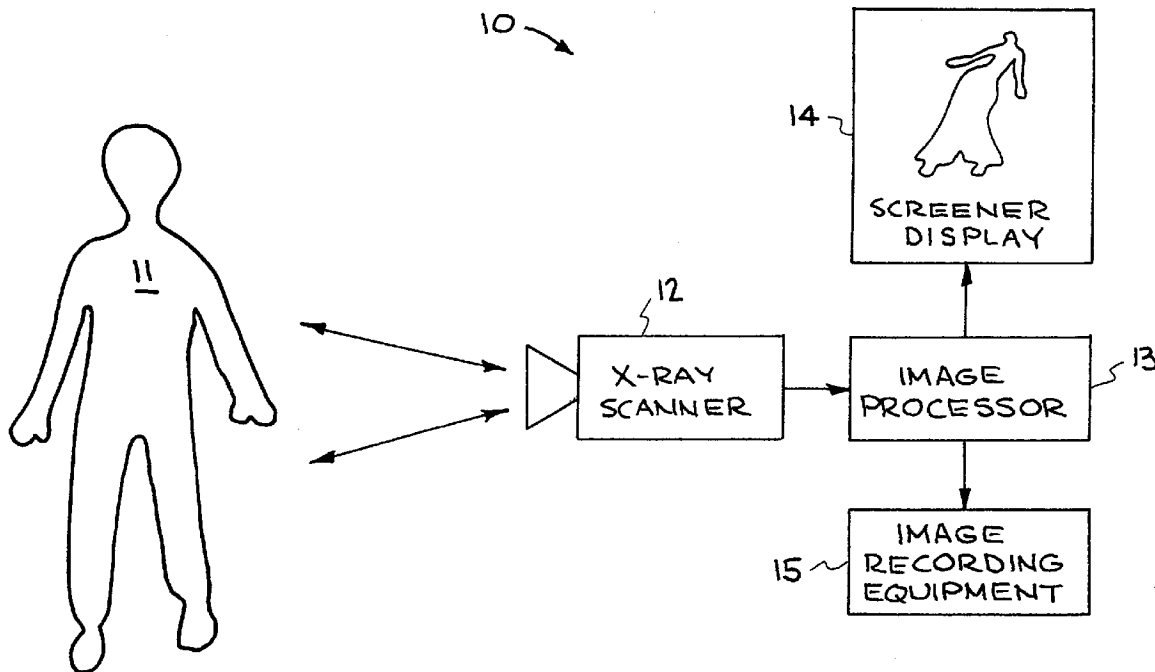 10
14
SCREENER
DISPLAY
11
12
X-RAY
SCANNER
IMAGE
PROCESSOR
13
15
IMAGE
RECORDING
EQUIPMENT